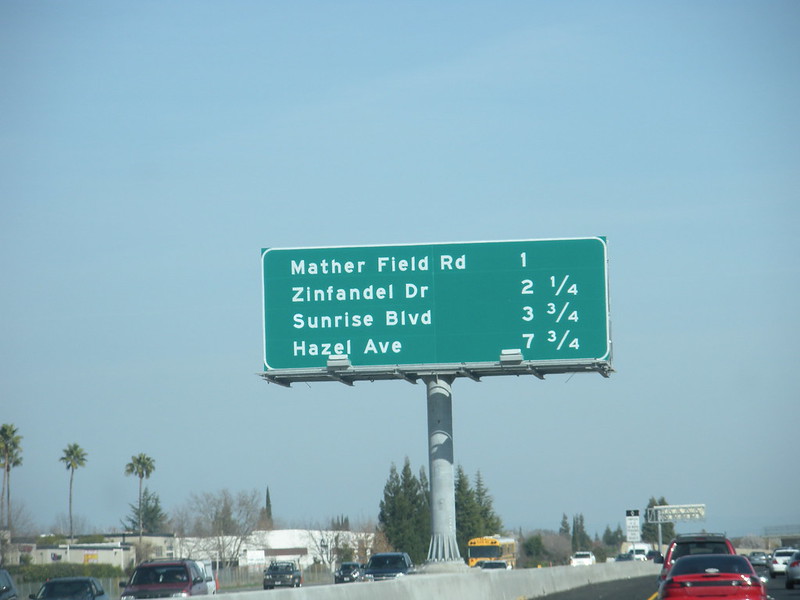 Mather Field Rd 1
Zinfandel Dr 2 1/4
Sunrise Blvd 3 3/4
Hazel Ave 7 3/4